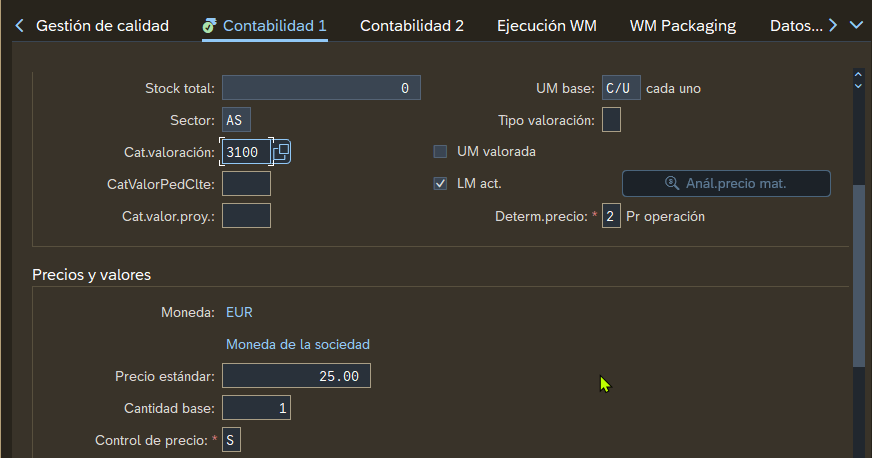 Gestión de calidad Contabilidad 1 Contabilidad 2 Ejecución WM WM Packaging Datos...
Stock total: 0 UM base: C/U cada uno
Sector: AS Tipo valoración:
Cat.valoración: 3100 UM valorada
CatValorPedClte: LM act. Anál.precio mat.
Cat.valor.proy.: Determ.precio: * 2 Pr operación
Precios y valores
Moneda: EUR
Moneda de la sociedad
Precio estándar: 25.00
Cantidad base: 1
Control de precio: * S